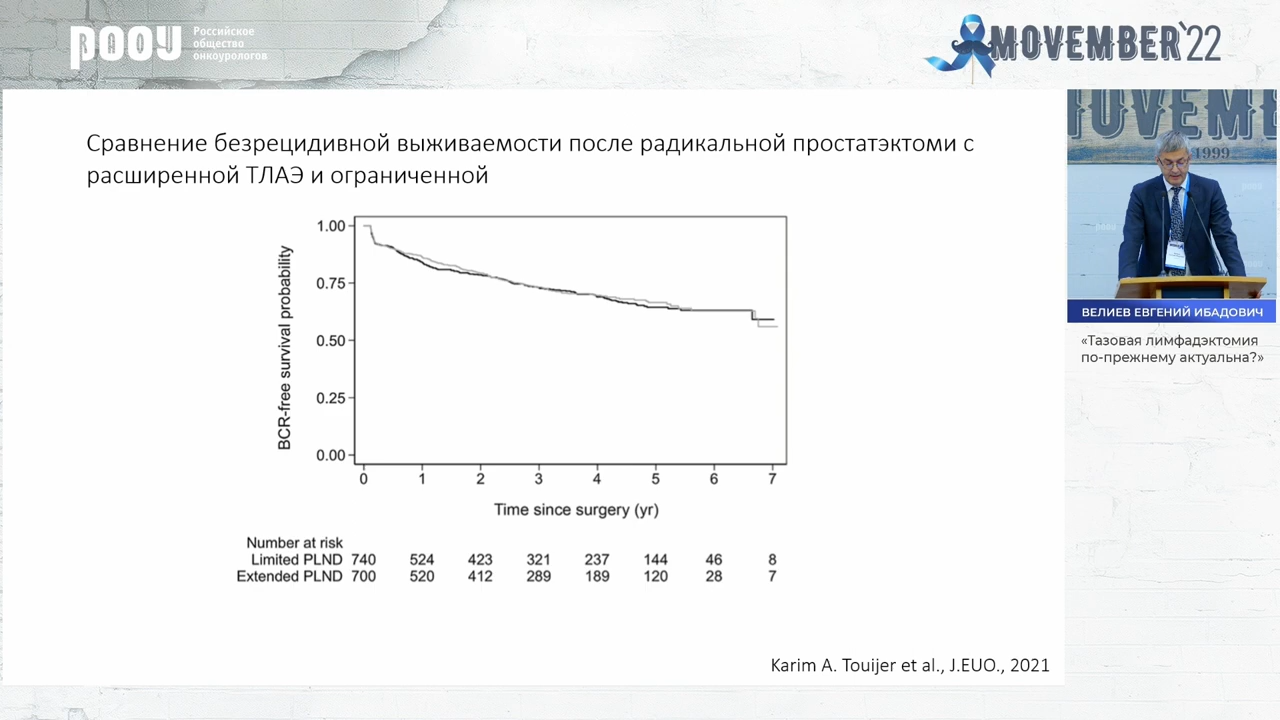 РООУ
Российское
общество
онкоурологов
MOVEMBER'22
Сравнение безрецидивной выживаемости после радикальной простатэктоми с
расширенной ТЛАЭ и ограниченной
BCR-free survival probability
1.00
0.75
0.50
0.25
0.00
0 1 2 3 4 5 6 7
Time since surgery (yr)
Number at risk
Limited PLND 740 524 423 321 237 144 46 8
Extended PLND 700 520 412 289 189 120 28 7
Karim A. Touijer et al., J.EUO., 2021
1999
ВЕЛИЕВ ЕВГЕНИЙ ИБАДОВИЧ
«Тазовая лимфадэктомия
по-прежнему актуальна?»